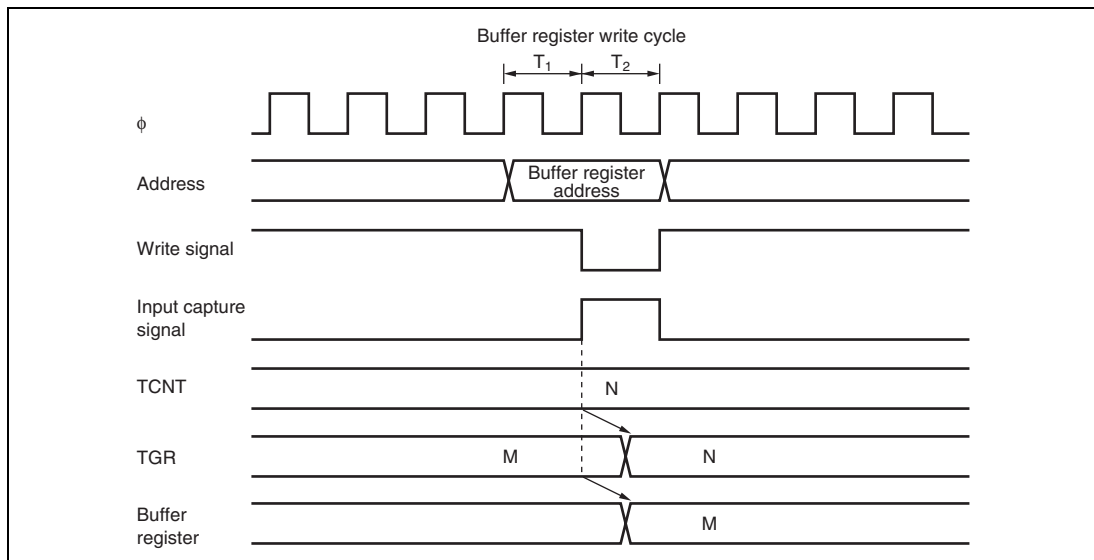 Buffer register write cycle
T₁ T₂
ϕ
Address
Buffer register
address
Write signal
Input capture
signal
TCNT
N
TGR
M N
Buffer
register
M